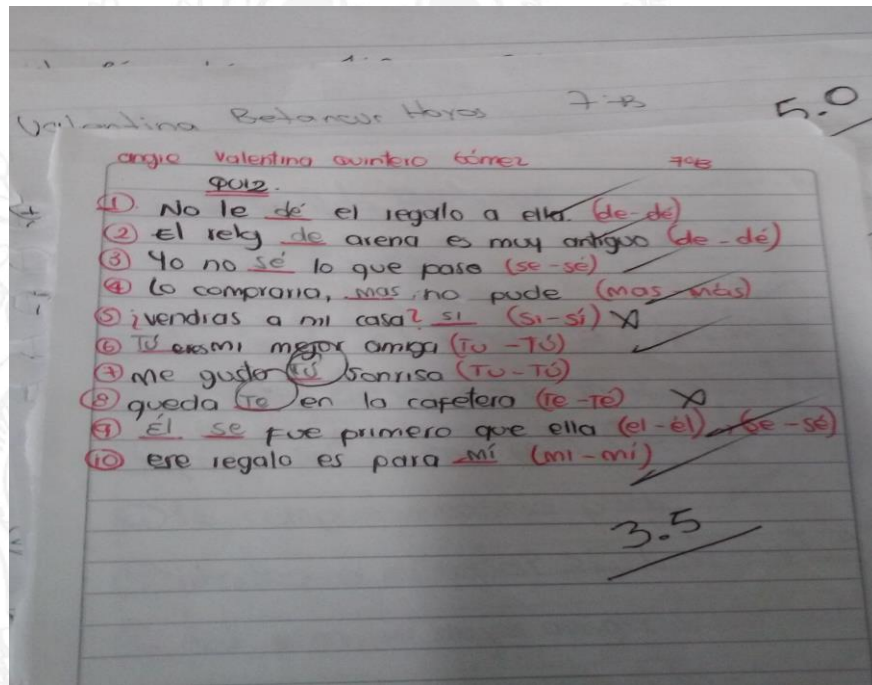 Valentina Betancur Hoyos 7-B
5.0
angie valentina Quintero Gómez 7°B
QUIZ.
① No le dé el regalo a ella. (de-dé)
② El reloj de arena es muy antiguo (de-dé)
③ Yo no sé lo que paso (se-sé)
④ lo compraria, mas, no pude (mas-más)
⑤ ¿vendrias a mi casa? si (si-sí) X
⑥ Tú eres mi mejor amiga (TU-TÚ)
⑦ me gusta tú sonrisa (TU-TÚ)
⑧ queda Te en la cafetera (Te-Té) X
⑨ Él se fue primero que ella (el-él) (se-sé)
⑩ ese regalo es para mí (mi-mí)
3.5